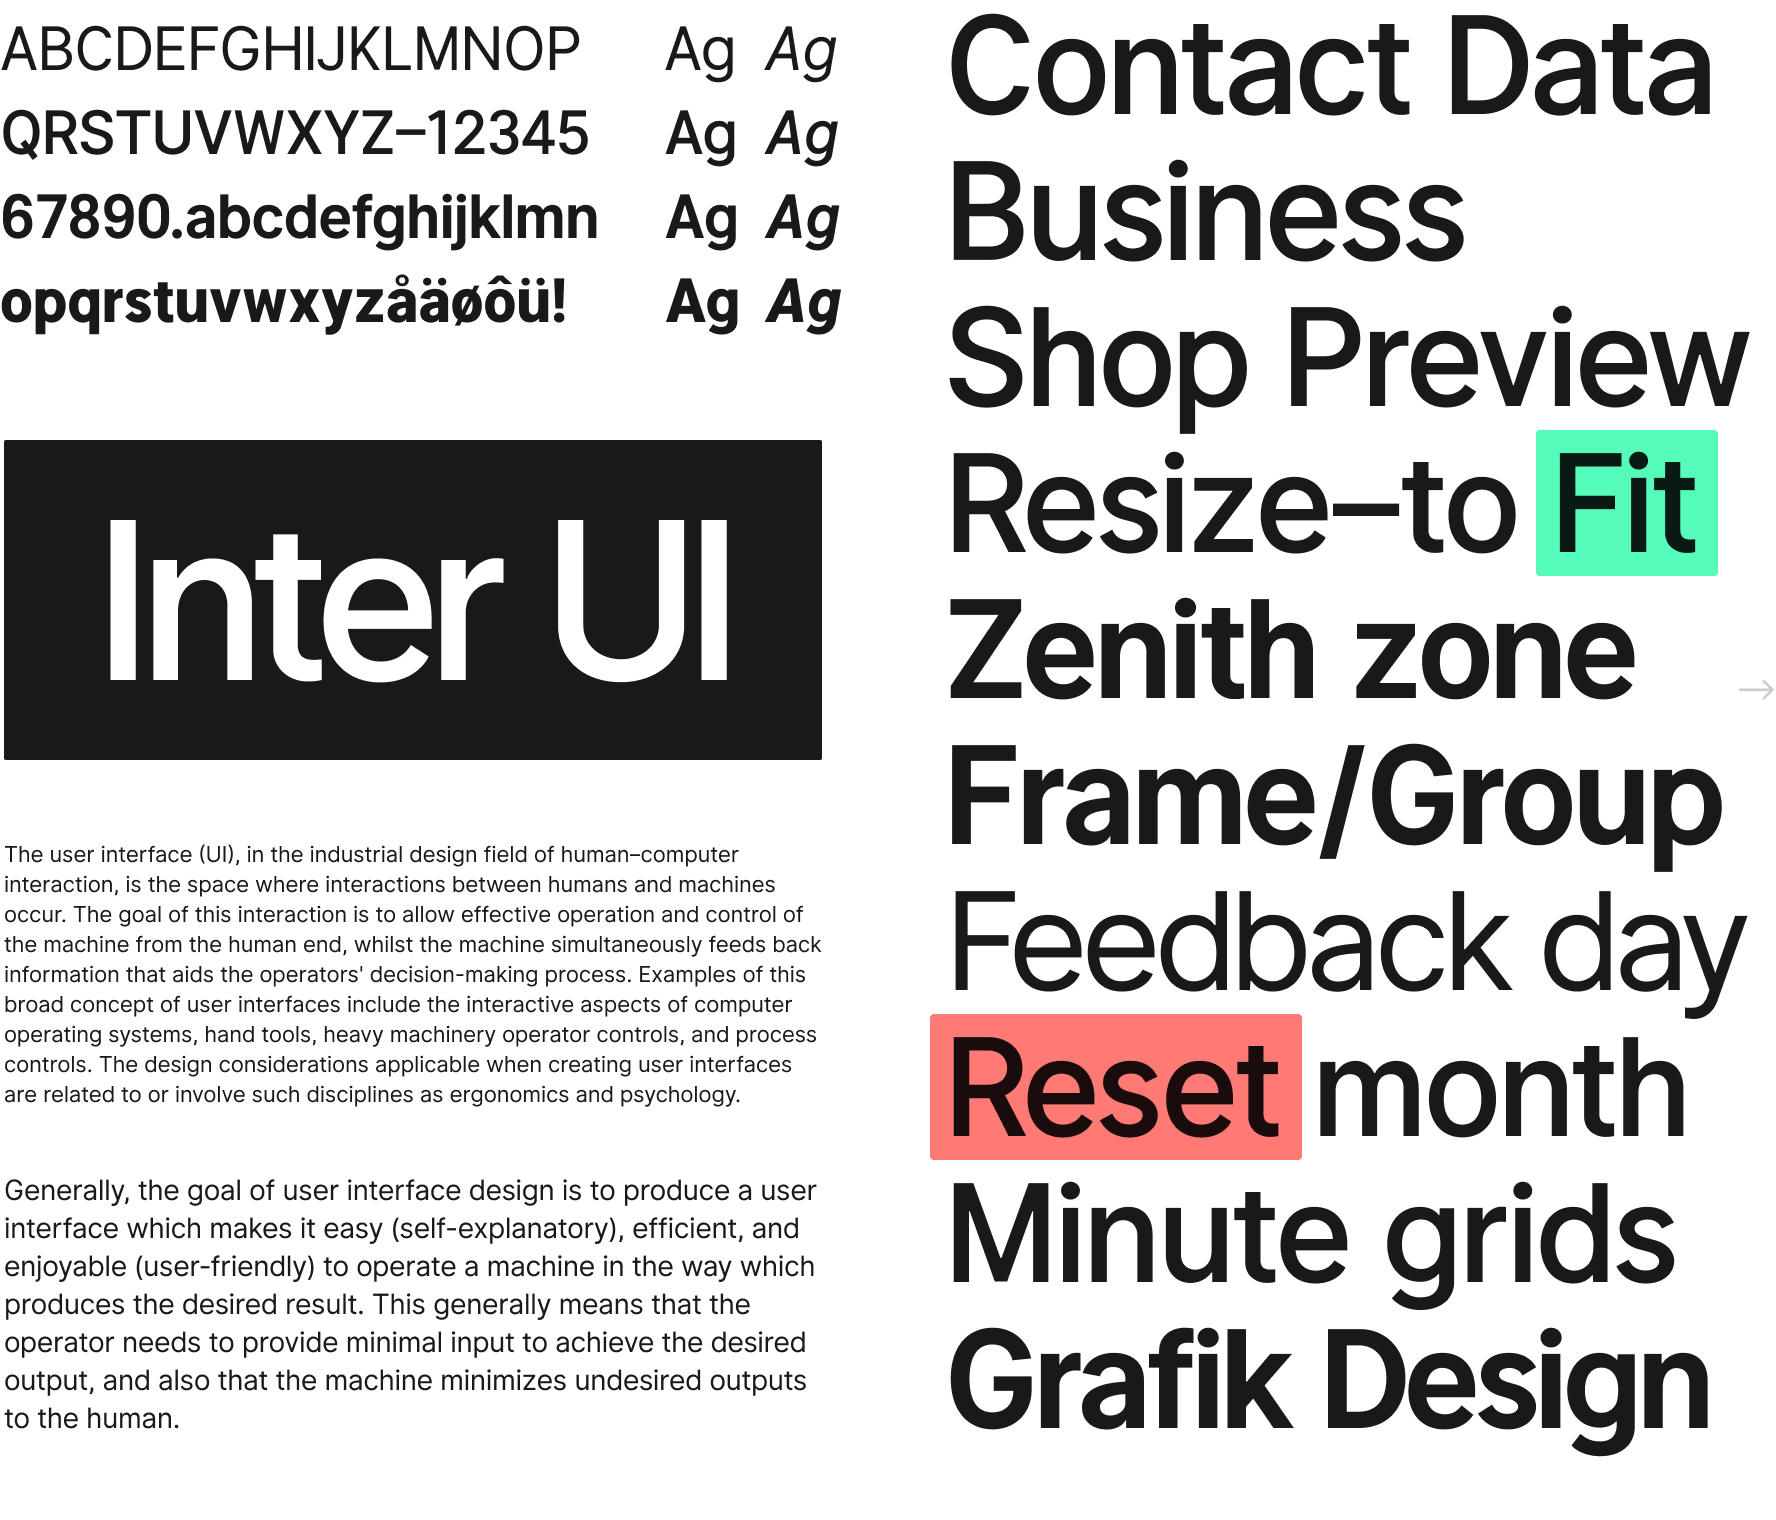 ABCDEFGHIJKLMNOP Ag Ag
QRSTUVWXYZ–12345 Ag Ag
67890.abcdefghijklmn Ag Ag
opqrstuvwxyzåäøôü! Ag Ag
Inter UI
The user interface (UI), in the industrial design field of human–computer
interaction, is the space where interactions between humans and machines
occur. The goal of this interaction is to allow effective operation and control of
the machine from the human end, whilst the machine simultaneously feeds back
information that aids the operators' decision-making process. Examples of this
broad concept of user interfaces include the interactive aspects of computer
operating systems, hand tools, heavy machinery operator controls, and process
controls. The design considerations applicable when creating user interfaces
are related to or involve such disciplines as ergonomics and psychology.
Generally, the goal of user interface design is to produce a user
interface which makes it easy (self-explanatory), efficient, and
enjoyable (user-friendly) to operate a machine in the way which
produces the desired result. This generally means that the
operator needs to provide minimal input to achieve the desired
output, and also that the machine minimizes undesired outputs
to the human.
Contact Data
Business
Shop Preview
Resize–to Fit
Zenith zone
→
Frame/Group
Feedback day
Reset month
Minute grids
Grafik Design